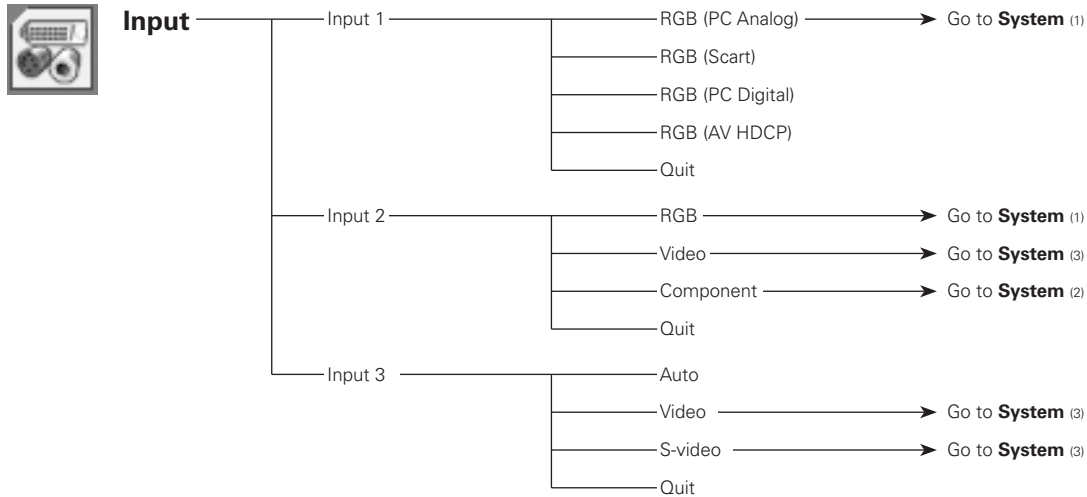 Input
Input 1
RGB (PC Analog)
Go to System (1)
RGB (Scart)
RGB (PC Digital)
RGB (AV HDCP)
Quit
Input 2
RGB
Go to System (1)
Video
Go to System (3)
Component
Go to System (2)
Quit
Input 3
Auto
Video
Go to System (3)
S-video
Go to System (3)
Quit